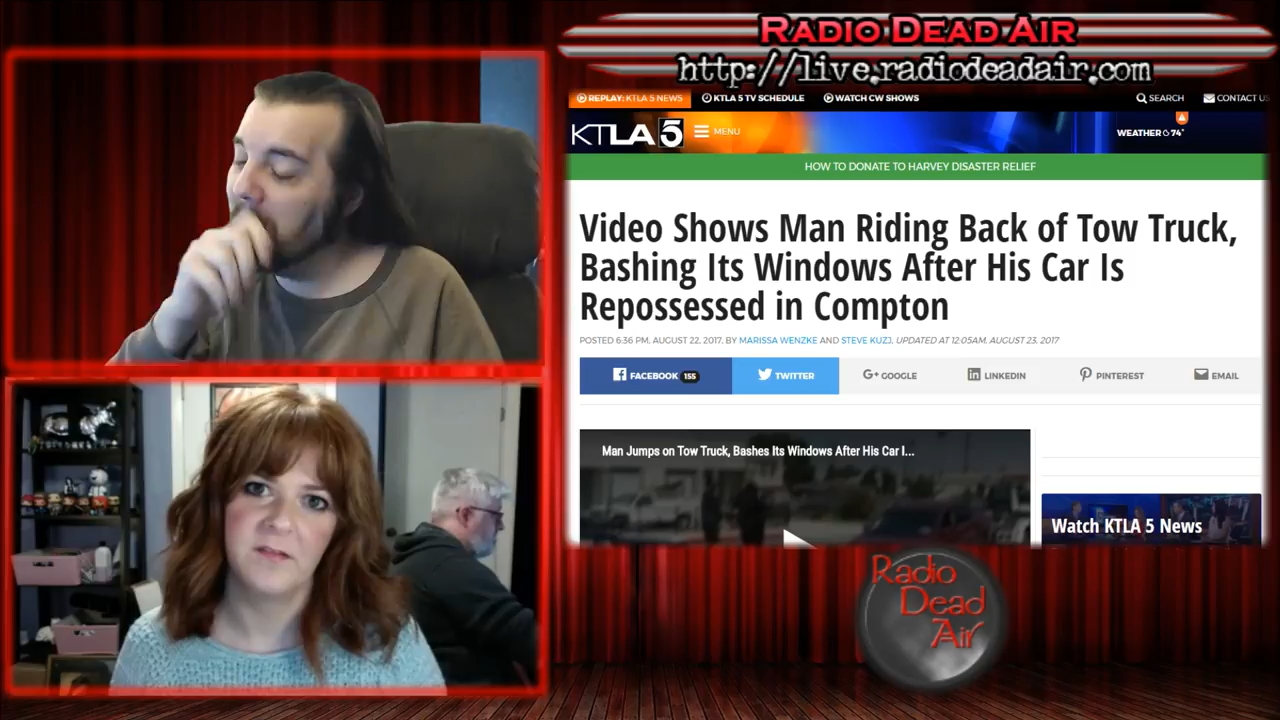 RADIO DEAD AIR
http://live.radiodeadair.com
REPLAY: KTLA 5 NEWS KTLA 5 TV SCHEDULE WATCH CW SHOWS SEARCH CONTACT US
KTLA 5 MENU WEATHER 74°
HOW TO DONATE TO HARVEY DISASTER RELIEF
Video Shows Man Riding Back of Tow Truck,
Bashing Its Windows After His Car Is
Repossessed in Compton
POSTED 6:36 PM, AUGUST 22, 2017, BY MARISSA WENZKE AND STEVE KUZJ, UPDATED AT 12:05AM, AUGUST 23, 2017
FACEBOOK 155 TWITTER G+ GOOGLE LINKEDIN PINTEREST EMAIL
Man Jumps on Tow Truck, Bashes Its Windows After His Car I...
Watch KTLA 5 News
Radio
Dead
Air